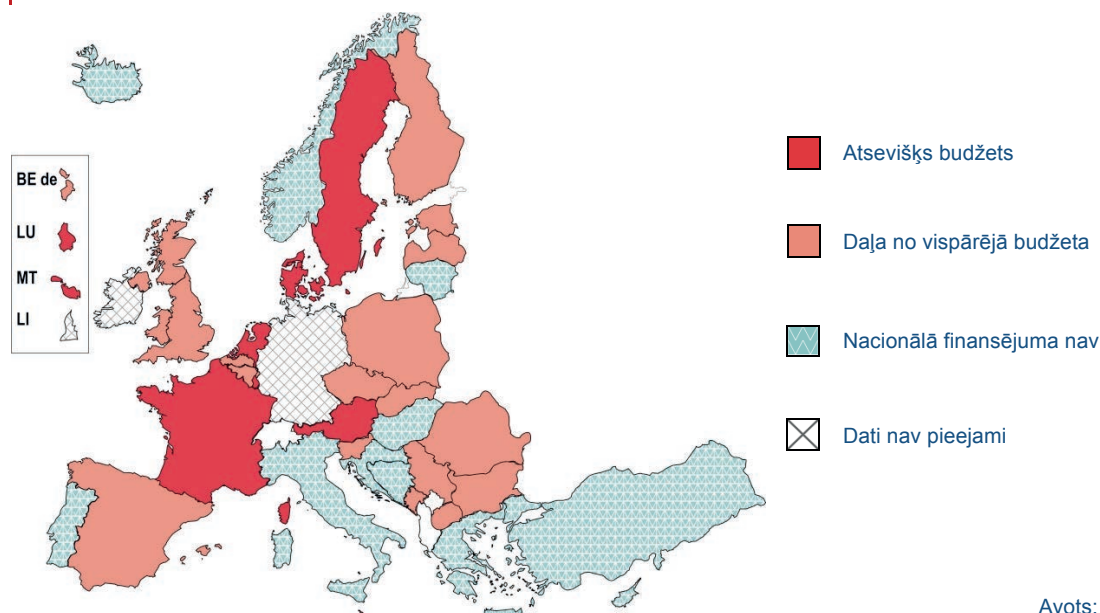 BE de
LU
MT
LI
Atsevišķs budžets
Daļa no vispārējā budžeta
Nacionālā finansējuma nav
Dati nav pieejami
Avots: